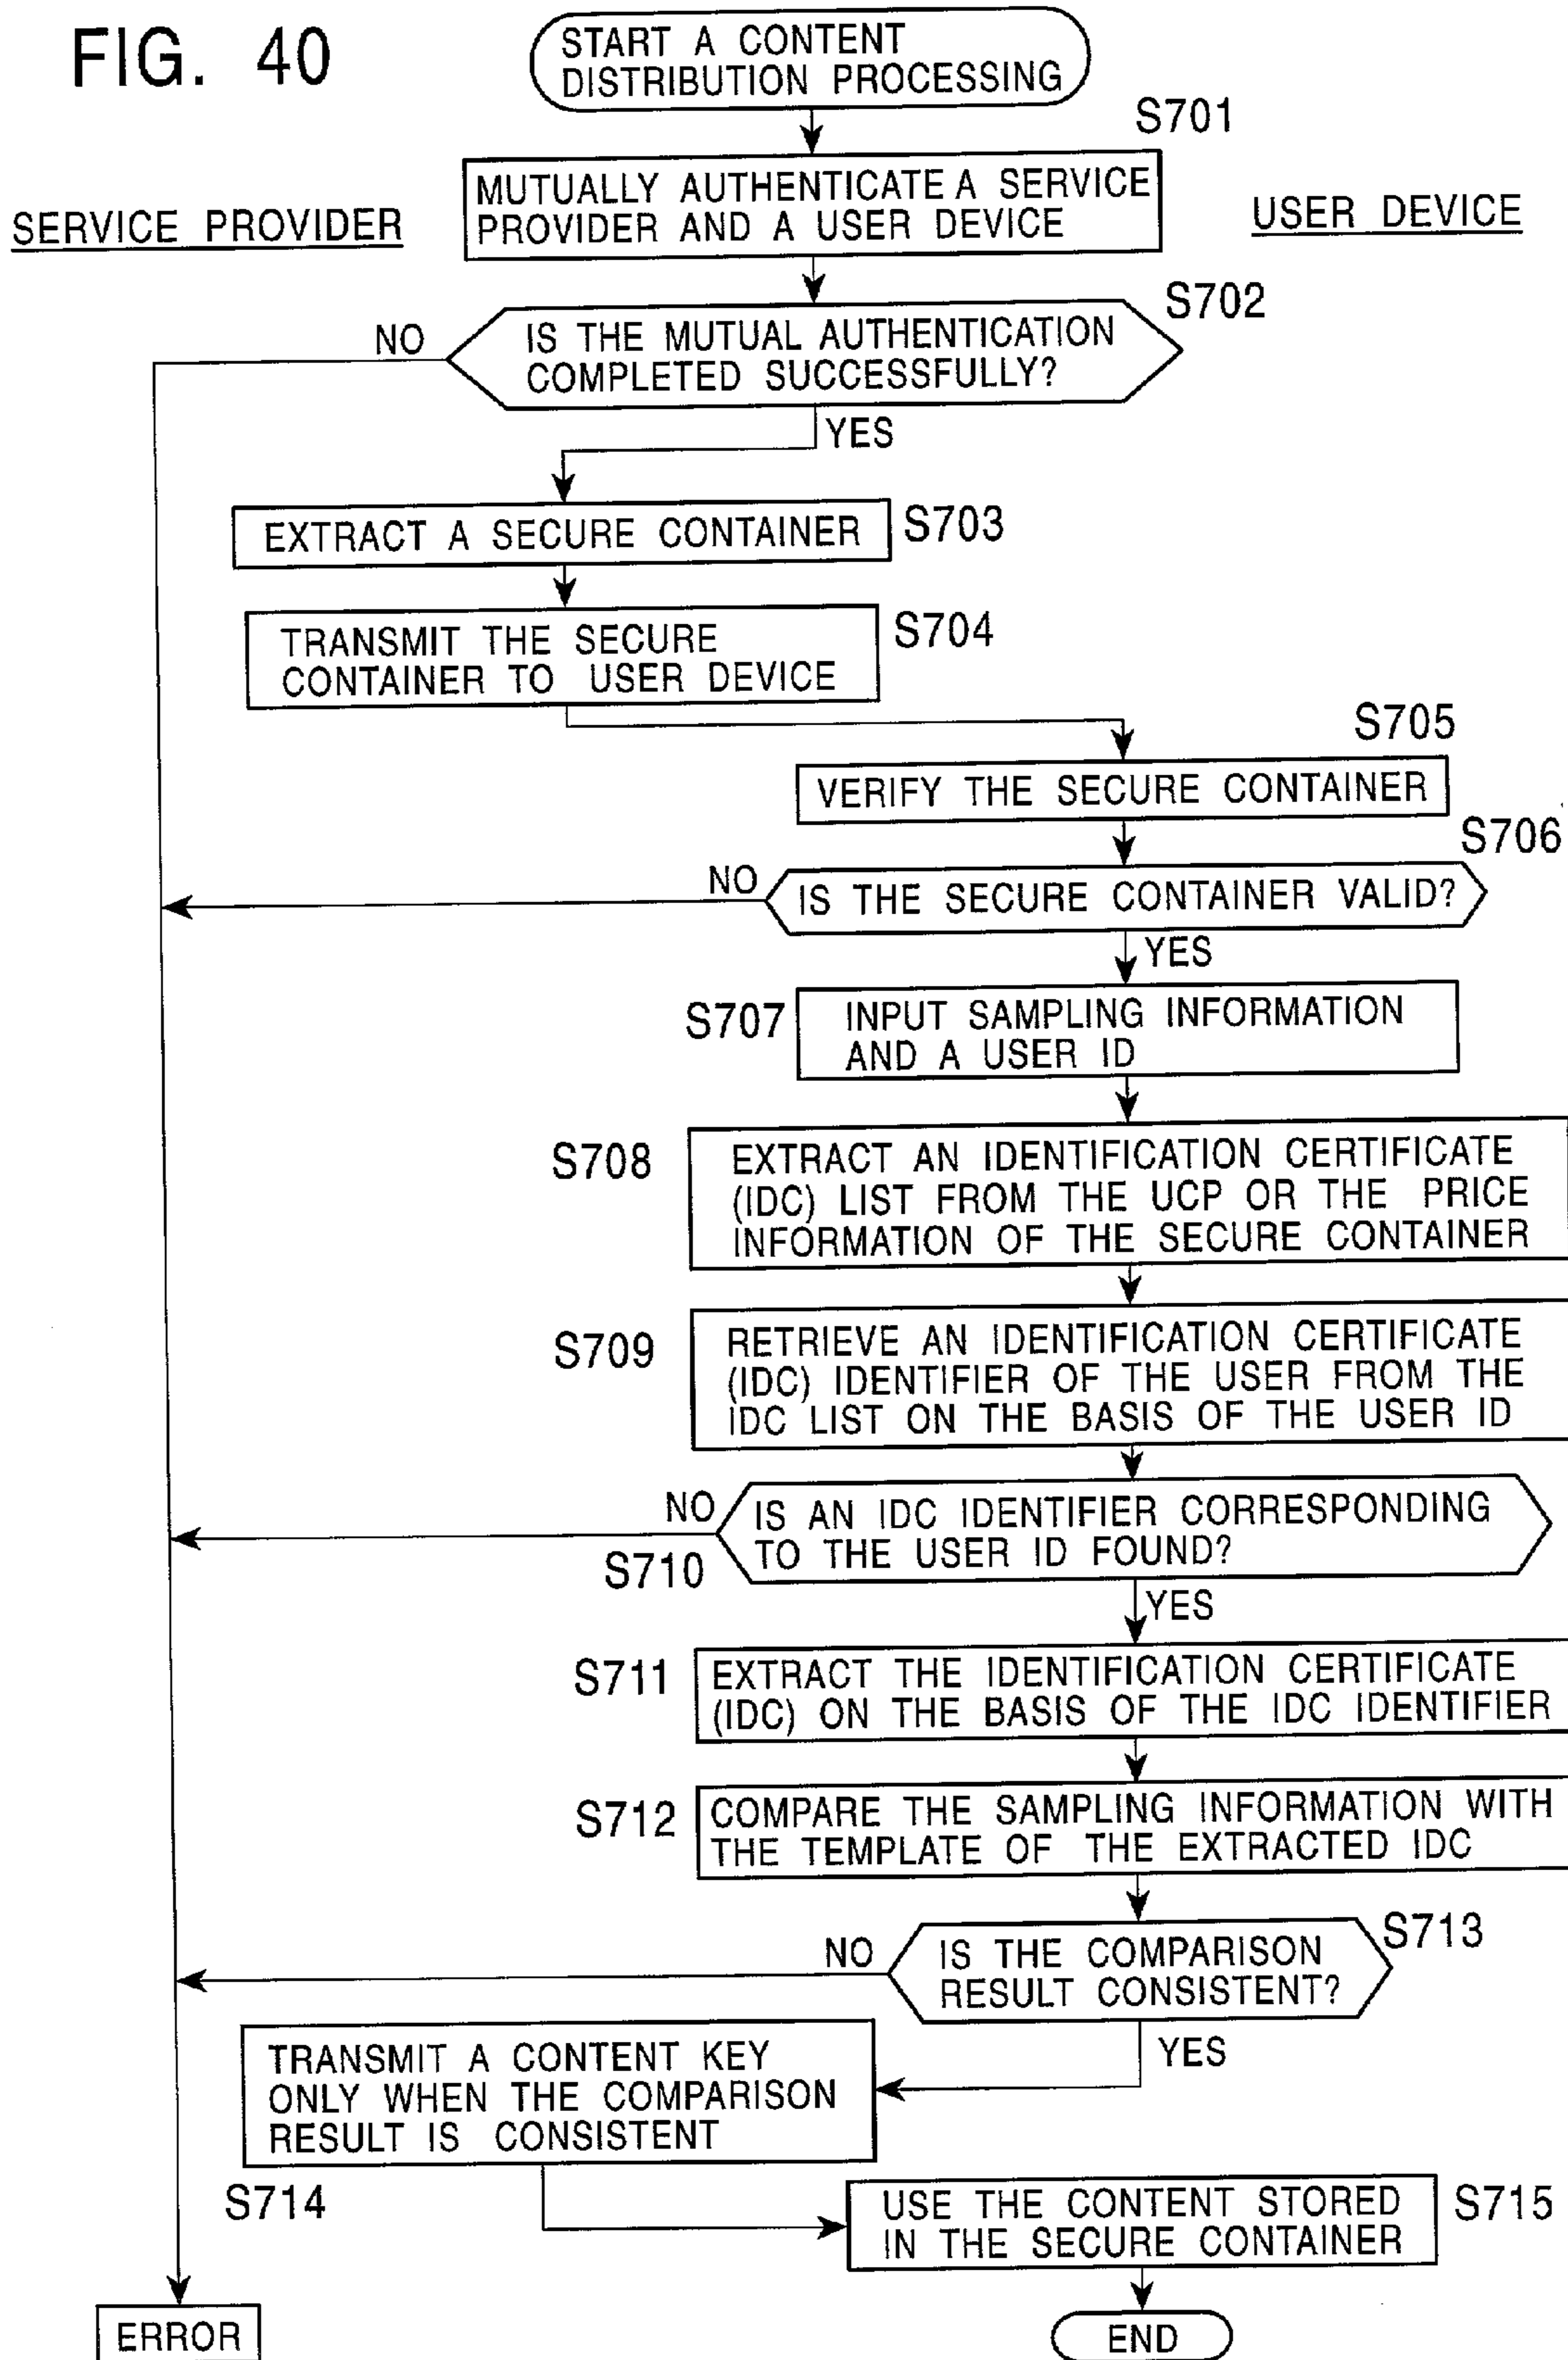 FIG. 40
START A CONTENT
DISTRIBUTION PROCESSING
S701
MUTUALLY AUTHENTICATE A SERVICE
PROVIDER AND A USER DEVICE
SERVICE PROVIDER
USER DEVICE
S702
NO
IS THE MUTUAL AUTHENTICATION
COMPLETED SUCCESSFULLY?
YES
EXTRACT A SECURE CONTAINER
S703
TRANSMIT THE SECURE
CONTAINER TO USER DEVICE
S704
S705
VERIFY THE SECURE CONTAINER
S706
NO
IS THE SECURE CONTAINER VALID?
YES
S707
INPUT SAMPLING INFORMATION
AND A USER ID
S708
EXTRACT AN IDENTIFICATION CERTIFICATE
(IDC) LIST FROM THE UCP OR THE PRICE
INFORMATION OF THE SECURE CONTAINER
S709
RETRIEVE AN IDENTIFICATION CERTIFICATE
(IDC) IDENTIFIER OF THE USER FROM THE
IDC LIST ON THE BASIS OF THE USER ID
NO
IS AN IDC IDENTIFIER CORRESPONDING
TO THE USER ID FOUND?
S710
YES
S711
EXTRACT THE IDENTIFICATION CERTIFICATE
(IDC) ON THE BASIS OF THE IDC IDENTIFIER
S712
COMPARE THE SAMPLING INFORMATION WITH
THE TEMPLATE OF THE EXTRACTED IDC
S713
NO
IS THE COMPARISON
RESULT CONSISTENT?
YES
TRANSMIT A CONTENT KEY
ONLY WHEN THE COMPARISON
RESULT IS CONSISTENT
S714
USE THE CONTENT STORED
IN THE SECURE CONTAINER
S715
ERROR
END